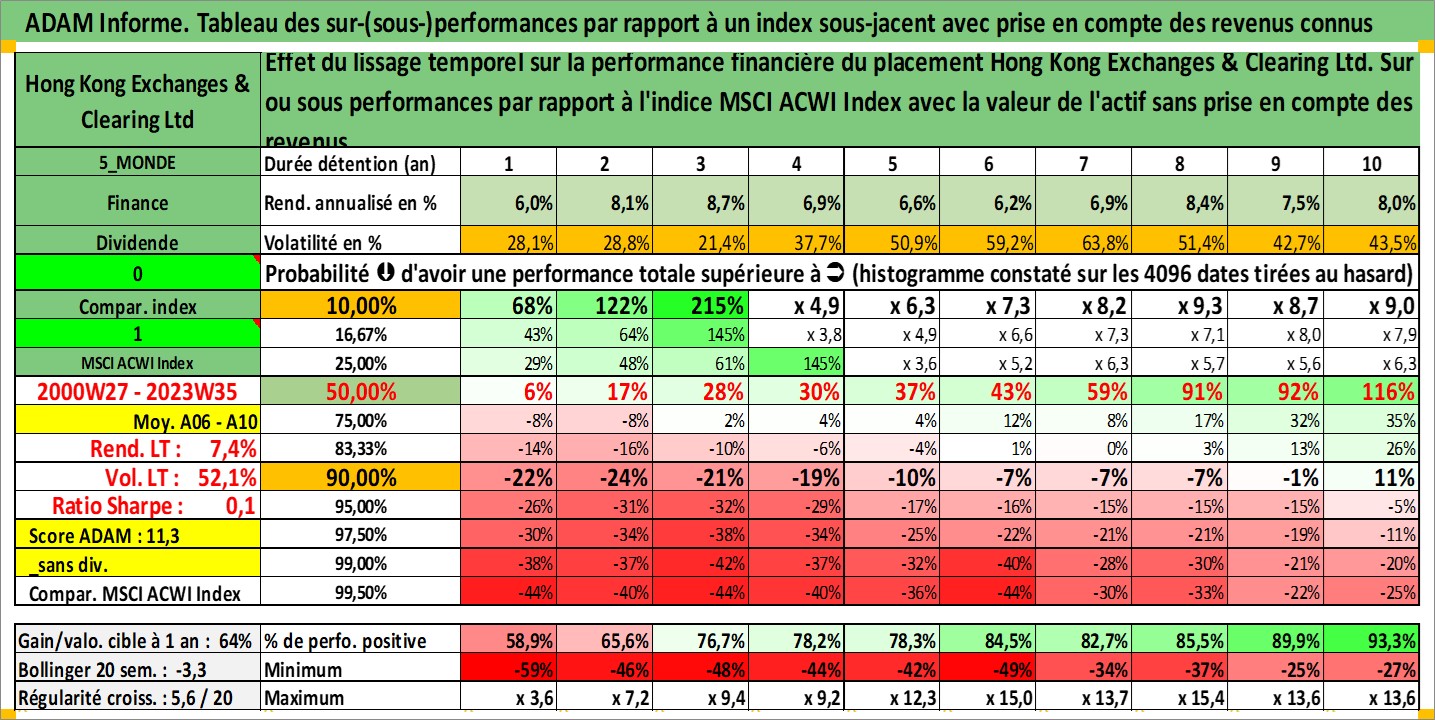 ADAM Informe. Tableau des sur-(sous-)performances par rapport à un index sous-jacent avec prise en compte des revenus connus
Hong Kong Exchanges &
Clearing Ltd
Effet du lissage temporel sur la performance financière du placement Hong Kong Exchanges & Clearing Ltd. Sur
ou sous performances par rapport à l'indice MSCI ACWI Index avec la valeur de l'actif sans prise en compte des
revenus
5_MONDE Durée détention (an) 1 2 3 4 5 6 7 8 9 10
Finance Rend. annualisé en % 6,0% 8,1% 8,7% 6,9% 6,6% 6,2% 6,9% 8,4% 7,5% 8,0%
Dividende Volatilité en % 28,1% 28,8% 21,4% 37,7% 50,9% 59,2% 63,8% 51,4% 42,7% 43,5%
0 Probabilité 🡇 d'avoir une performance totale supérieure à ➲ (histogramme constaté sur les 4096 dates tirées au hasard)
Compar. index 10,00% 68% 122% 215% x 4,9 x 6,3 x 7,3 x 8,2 x 9,3 x 8,7 x 9,0
1 16,67% 43% 64% 145% x 3,8 x 4,9 x 6,6 x 7,3 x 7,1 x 8,0 x 7,9
MSCI ACWI Index 25,00% 29% 48% 61% 145% x 3,6 x 5,2 x 6,3 x 5,7 x 5,6 x 6,3
2000W27 - 2023W35 50,00% 6% 17% 28% 30% 37% 43% 59% 91% 92% 116%
Moy. A06 - A10 75,00% -8% -8% 2% 4% 4% 12% 8% 17% 32% 35%
Rend. LT : 7,4% 83,33% -14% -16% -10% -6% -4% 1% 0% 3% 13% 26%
Vol. LT : 52,1% 90,00% -22% -24% -21% -19% -10% -7% -7% -7% -1% 11%
Ratio Sharpe : 0,1 95,00% -26% -31% -32% -29% -17% -16% -15% -15% -15% -5%
Score ADAM : 11,3 97,50% -30% -34% -38% -34% -25% -22% -21% -21% -19% -11%
_sans div. 99,00% -38% -37% -42% -37% -32% -40% -28% -30% -21% -20%
Compar. MSCI ACWI Index 99,50% -44% -40% -44% -40% -36% -44% -30% -33% -22% -25%
Gain/valo. cible à 1 an : 64% % de perfo. positive 58,9% 65,6% 76,7% 78,2% 78,3% 84,5% 82,7% 85,5% 89,9% 93,3%
Bollinger 20 sem. : -3,3 Minimum -59% -46% -48% -44% -42% -49% -34% -37% -25% -27%
Régularité croiss. : 5,6 / 20 Maximum x 3,6 x 7,2 x 9,4 x 9,2 x 12,3 x 15,0 x 13,7 x 15,4 x 13,6 x 13,6